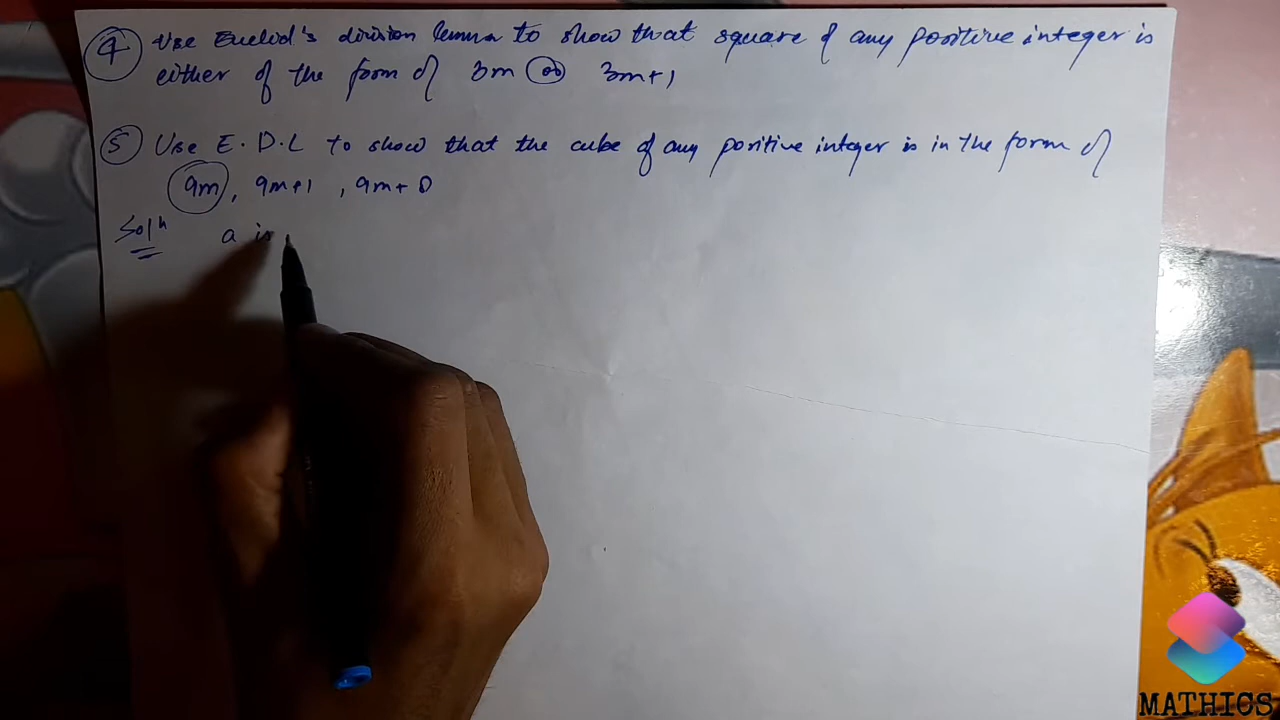 4 Use Euclid's division lemma to show that square of any positive integer is
either of the form of 3m or 3m+1
5 Use E.D.L to show that the cube of any positive integer is in the form of
9m, 9m+1, 9m+8
Solⁿ a is
MATHICS